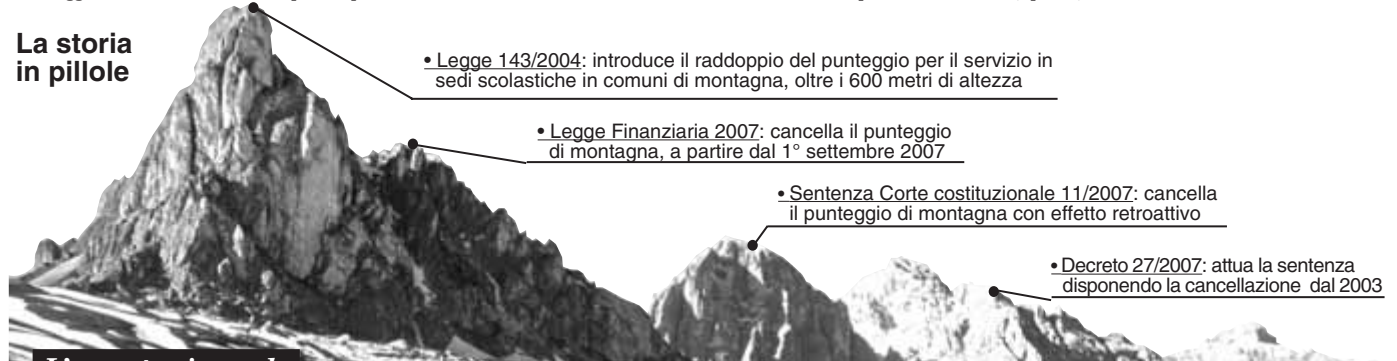 La storia
in pillole
• Legge 143/2004: introduce il raddoppio del punteggio per il servizio in
sedi scolastiche in comuni di montagna, oltre i 600 metri di altezza
• Legge Finanziaria 2007: cancella il punteggio
di montagna, a partire dal 1° settembre 2007
• Sentenza Corte costituzionale 11/2007: cancella
il punteggio di montagna con effetto retroattivo
• Decreto 27/2007: attua la sentenza
disponendo la cancellazione dal 2003